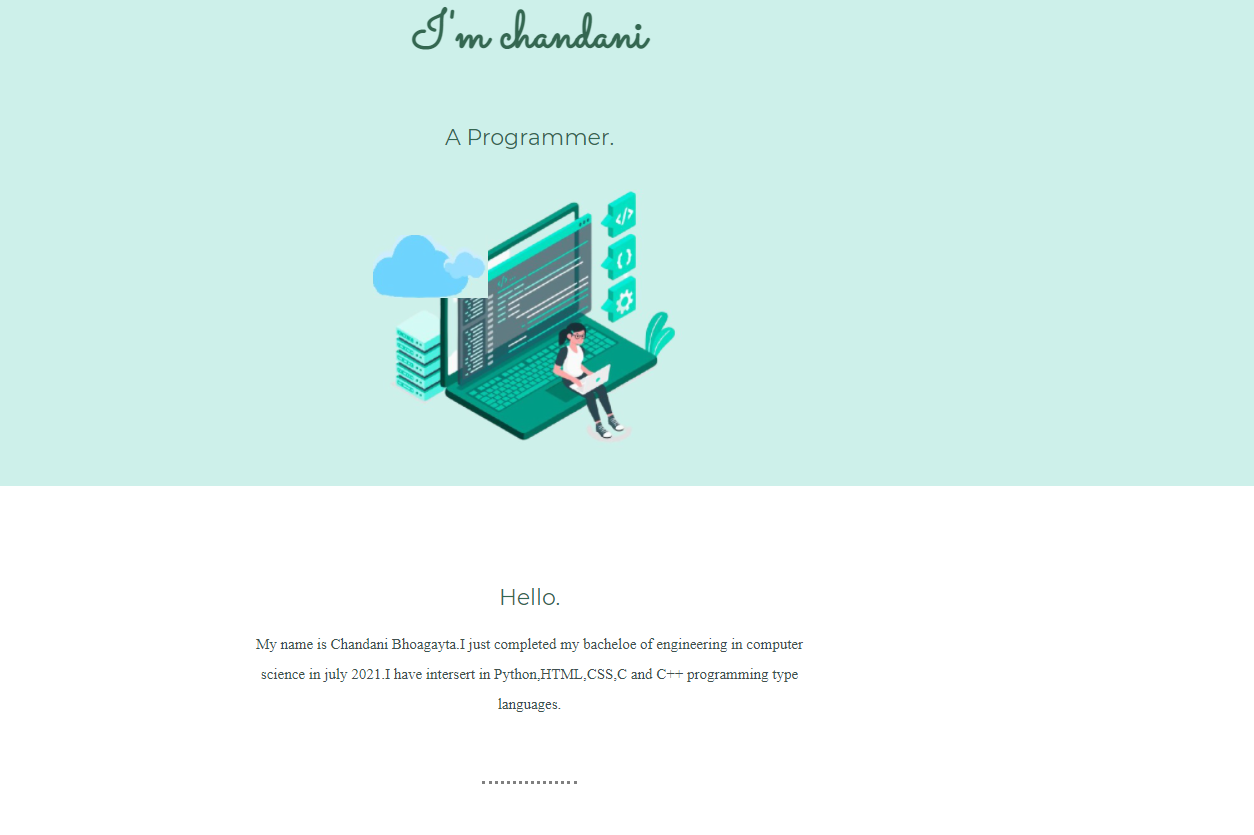 I'm chandani
A Programmer.
Hello.
My name is Chandani Bhoagayta.I just completed my bacheloe of engineering in computer
science in july 2021.I have intersert in Python,HTML,CSS,C and C++ programming type
languages.